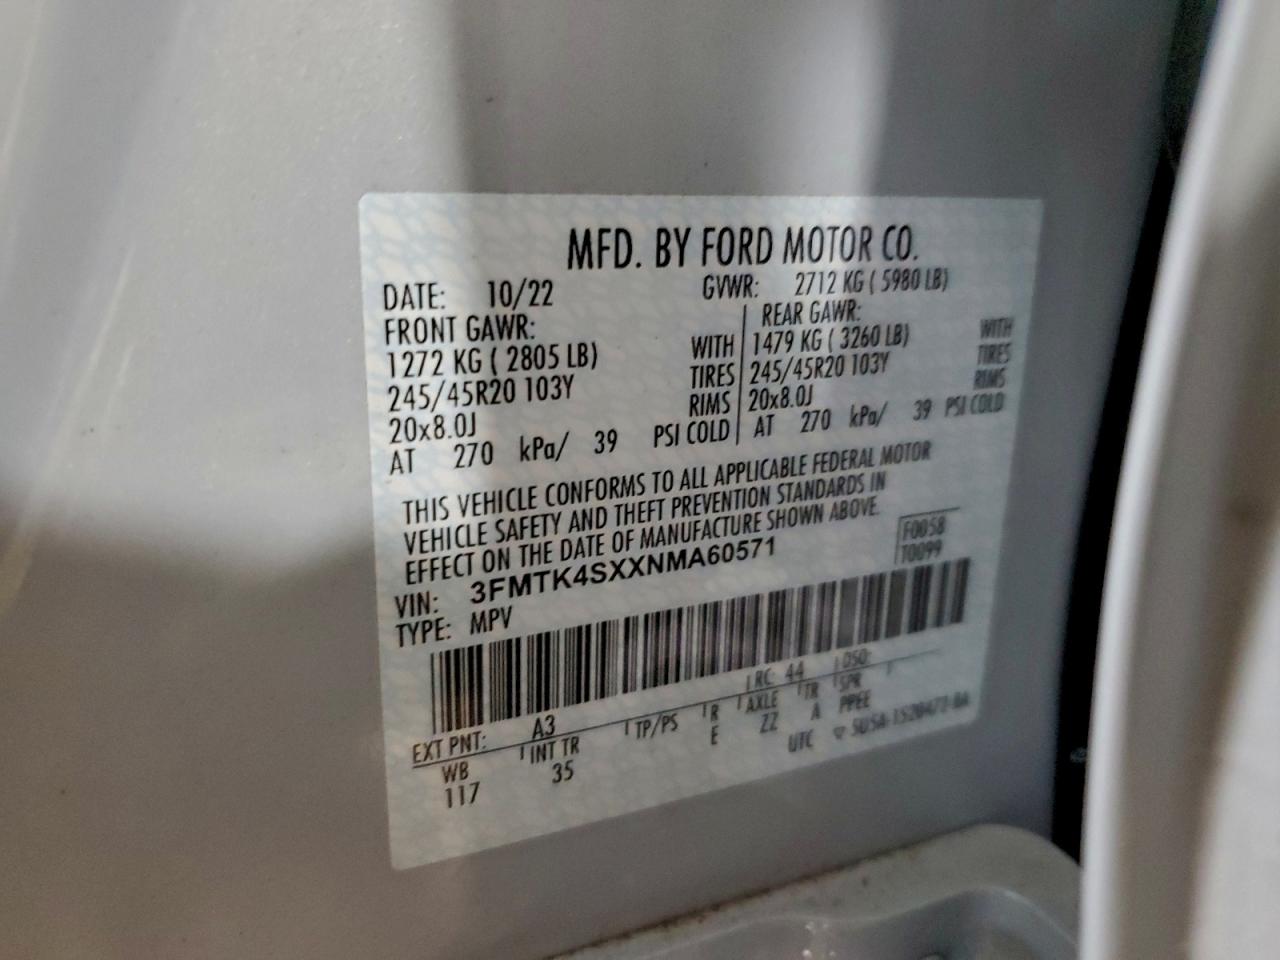 MFD. BY FORD MOTOR CO.
DATE: 10/22 GVWR: 2712 KG ( 5980 LB)
FRONT GAWR: REAR GAWR:
1272 KG ( 2805 LB) WITH 1479 KG ( 3260 LB) WITH
245/45R20 103Y TIRES 245/45R20 103Y TIRES
20x8.0J RIMS 20x8.0J RIMS
AT 270 kPa/ 39 PSI COLD AT 270 kPa/ 39 PSI COLD
THIS VEHICLE CONFORMS TO ALL APPLICABLE FEDERAL MOTOR
VEHICLE SAFETY AND THEFT PREVENTION STANDARDS IN
EFFECT ON THE DATE OF MANUFACTURE SHOWN ABOVE.
F0058
T0099
VIN: 3FMTK4SXXNMA60571
TYPE: MPV
EXT PNT: A3 RC: 44 DSO:
WB INT TR TP/PS R AXLE TR SPR
117 35 E ZZ A PPEE
UTC